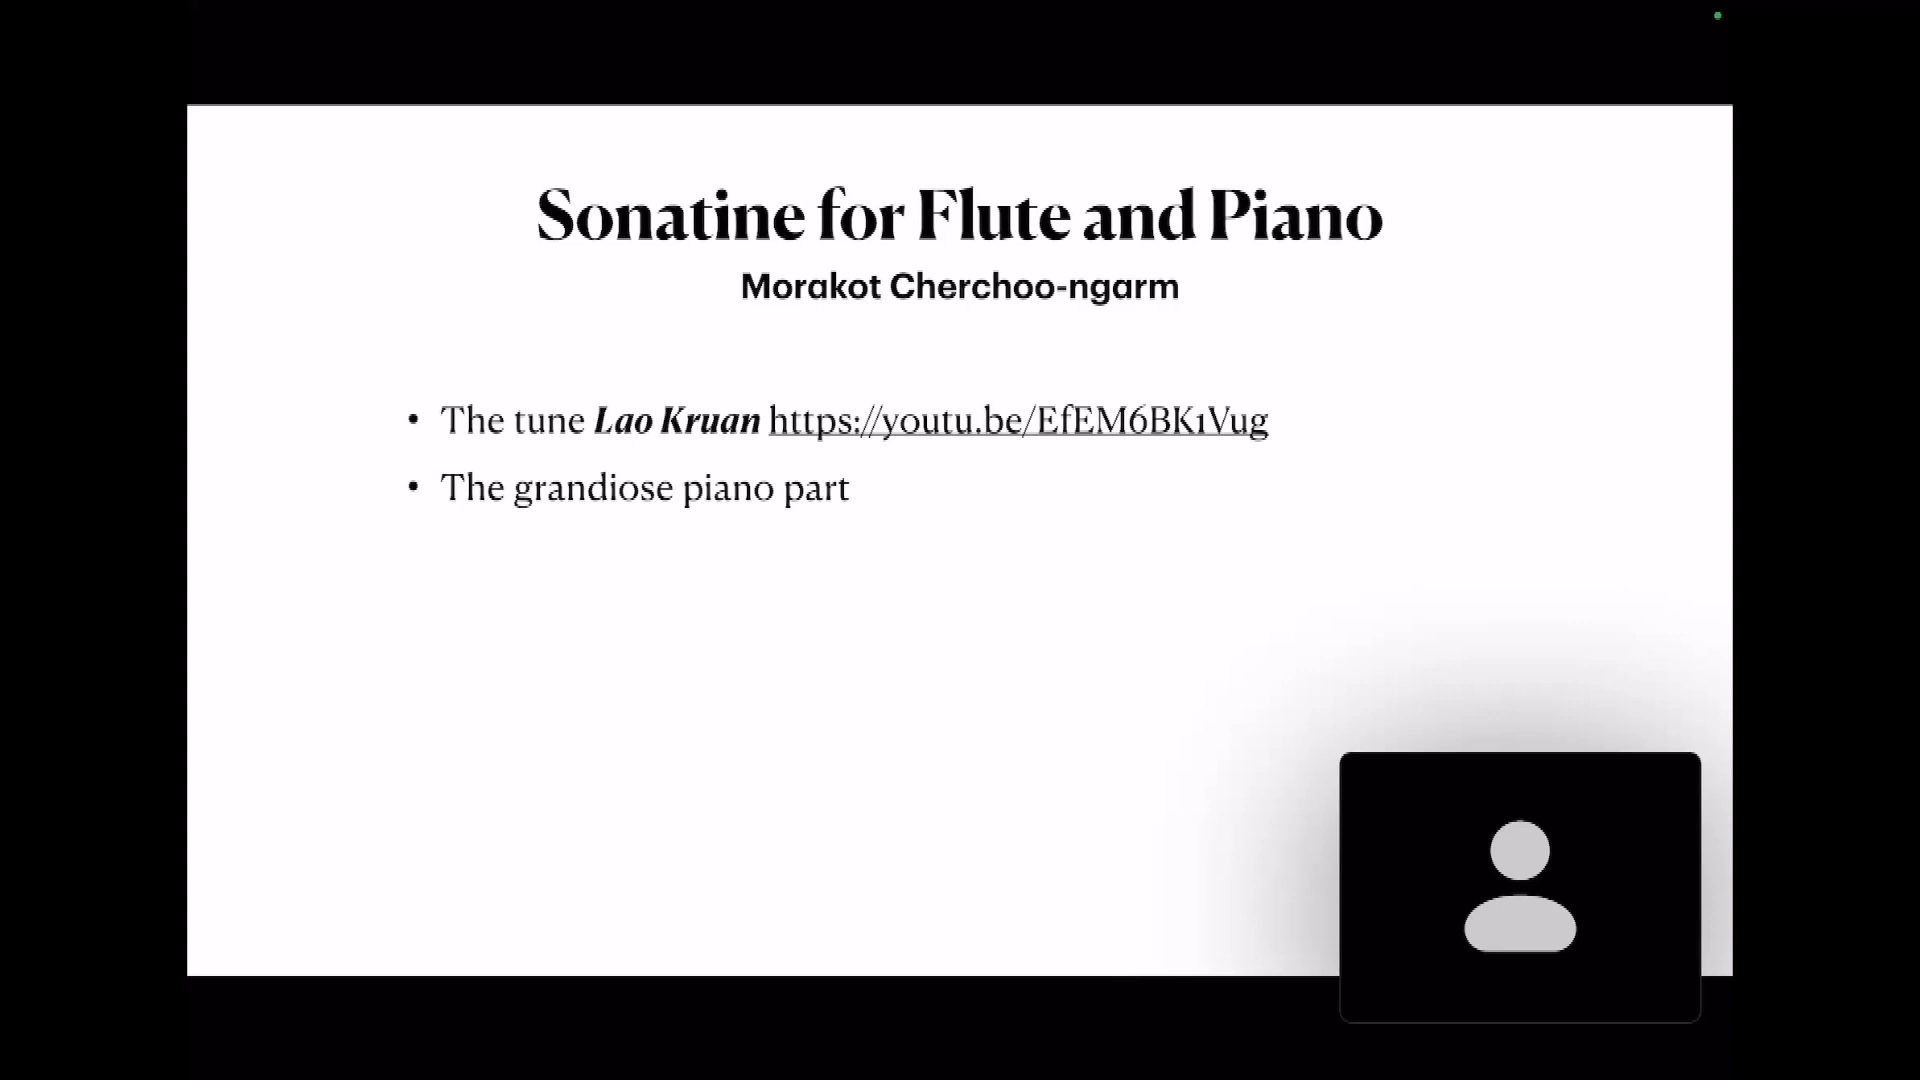 Sonatine for Flute and Piano
Morakot Cherchoo-ngarm
• The tune Lao Kruan https://youtu.be/EfEM6BK1Vug
• The grandiose piano part